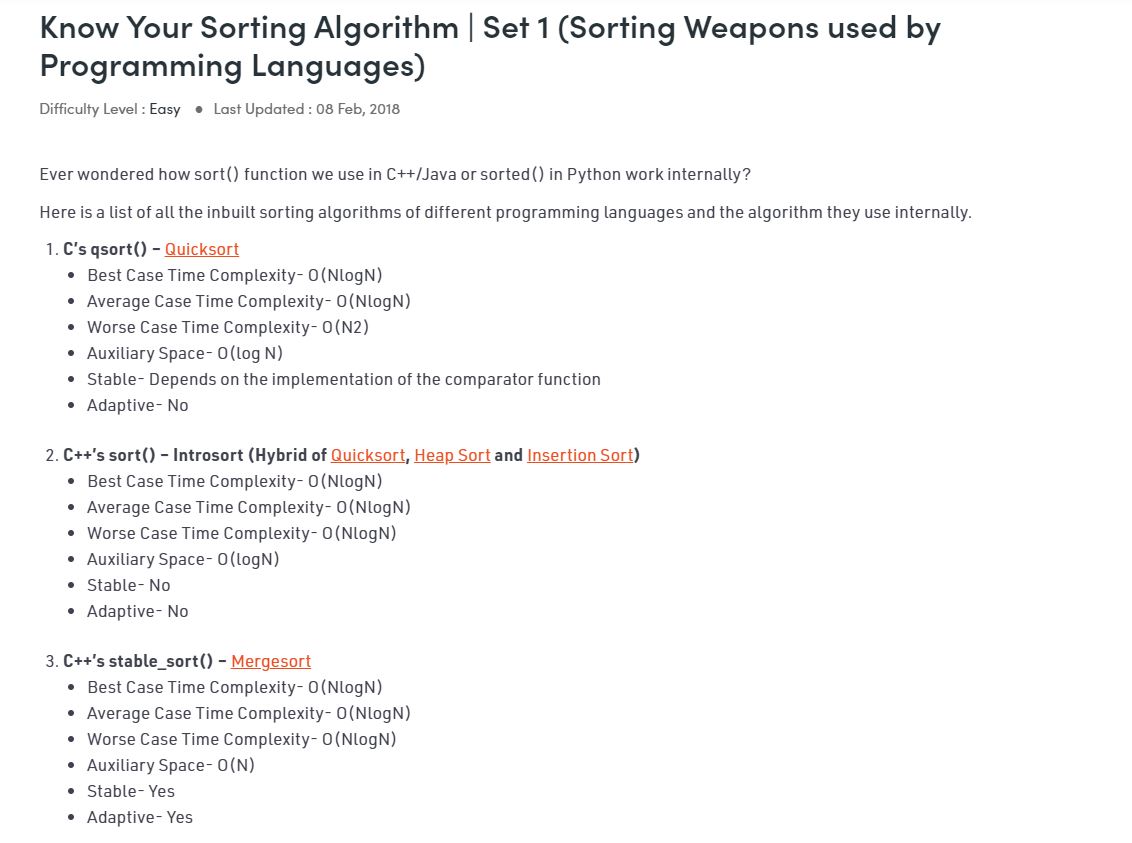 Know Your Sorting Algorithm | Set 1 (Sorting Weapons used by
Programming Languages)
Difficulty Level : Easy ● Last Updated : 08 Feb, 2018
Ever wondered how sort() function we use in C++/Java or sorted() in Python work internally?
Here is a list of all the inbuilt sorting algorithms of different programming languages and the algorithm they use internally.
1. C's qsort() – Quicksort
• Best Case Time Complexity- O(NlogN)
• Average Case Time Complexity- O(NlogN)
• Worse Case Time Complexity- O(N2)
• Auxiliary Space- O(log N)
• Stable- Depends on the implementation of the comparator function
• Adaptive- No
2. C++'s sort() – Introsort (Hybrid of Quicksort, Heap Sort and Insertion Sort)
• Best Case Time Complexity- O(NlogN)
• Average Case Time Complexity- O(NlogN)
• Worse Case Time Complexity- O(NlogN)
• Auxiliary Space- O(logN)
• Stable- No
• Adaptive- No
3. C++'s stable_sort() – Mergesort
• Best Case Time Complexity- O(NlogN)
• Average Case Time Complexity- O(NlogN)
• Worse Case Time Complexity- O(NlogN)
• Auxiliary Space- O(N)
• Stable- Yes
• Adaptive- Yes